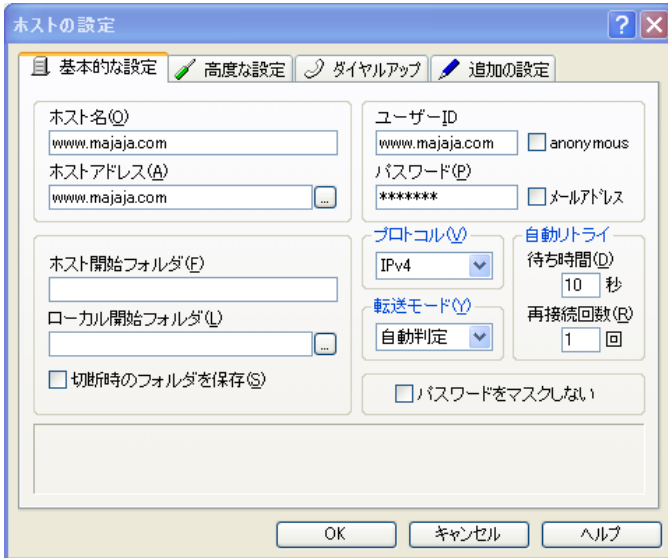 ホストの設定
基本的な設定
高度な設定
ダイヤルアップ
追加の設定
ホスト名(O)
www.majaja.com
ホストアドレス(A)
www.majaja.com
...
ユーザーID
www.majaja.com
anonymous
パスワード(P)
*******
メールアドレス
ホスト開始フォルダ(F)
ローカル開始フォルダ(L)
...
切断時のフォルダを保存(S)
プロトコル(V)
IPv4
転送モード(Y)
自動判定
自動リトライ
待ち時間(D)
10 秒
再接続回数(R)
1 回
パスワードをマスクしない
OK
キャンセル
ヘルプ